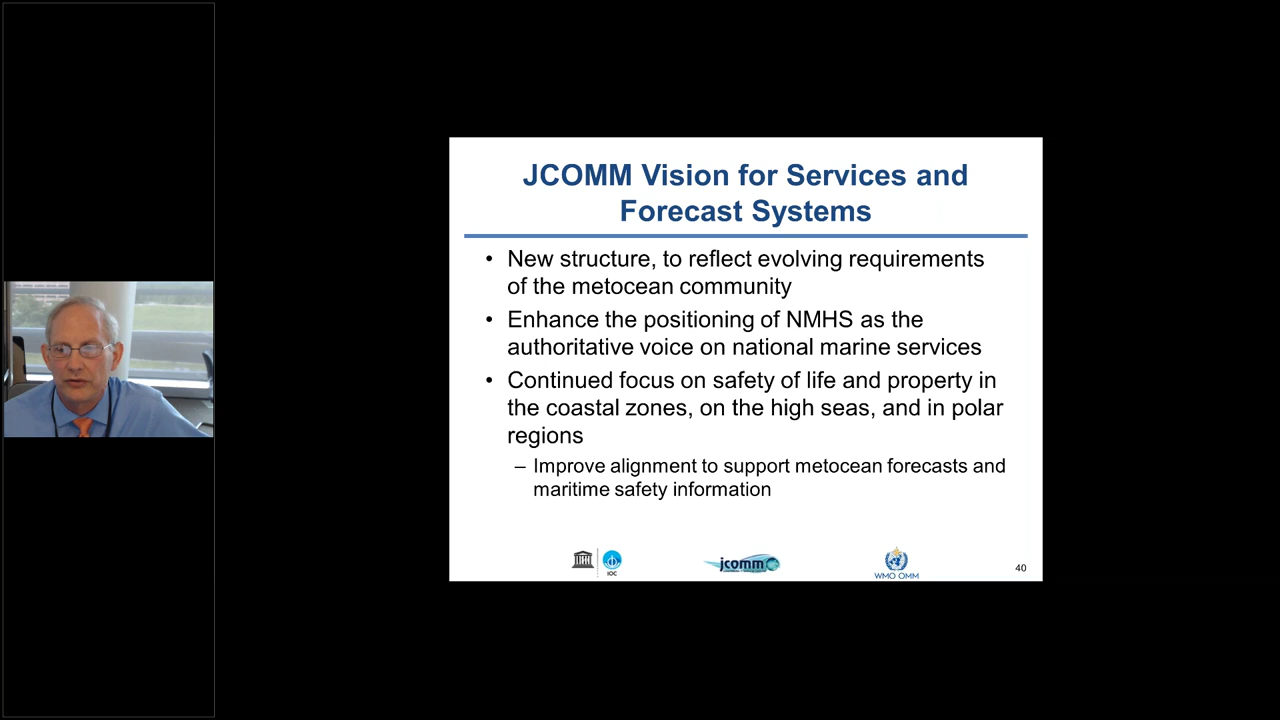 JCOMM Vision for Services and
Forecast Systems
• New structure, to reflect evolving requirements
of the metocean community
• Enhance the positioning of NMHS as the
authoritative voice on national marine services
• Continued focus on safety of life and property in
the coastal zones, on the high seas, and in polar
regions
– Improve alignment to support metocean forecasts and
maritime safety information
IOC
jcomm
WMO OMM
40